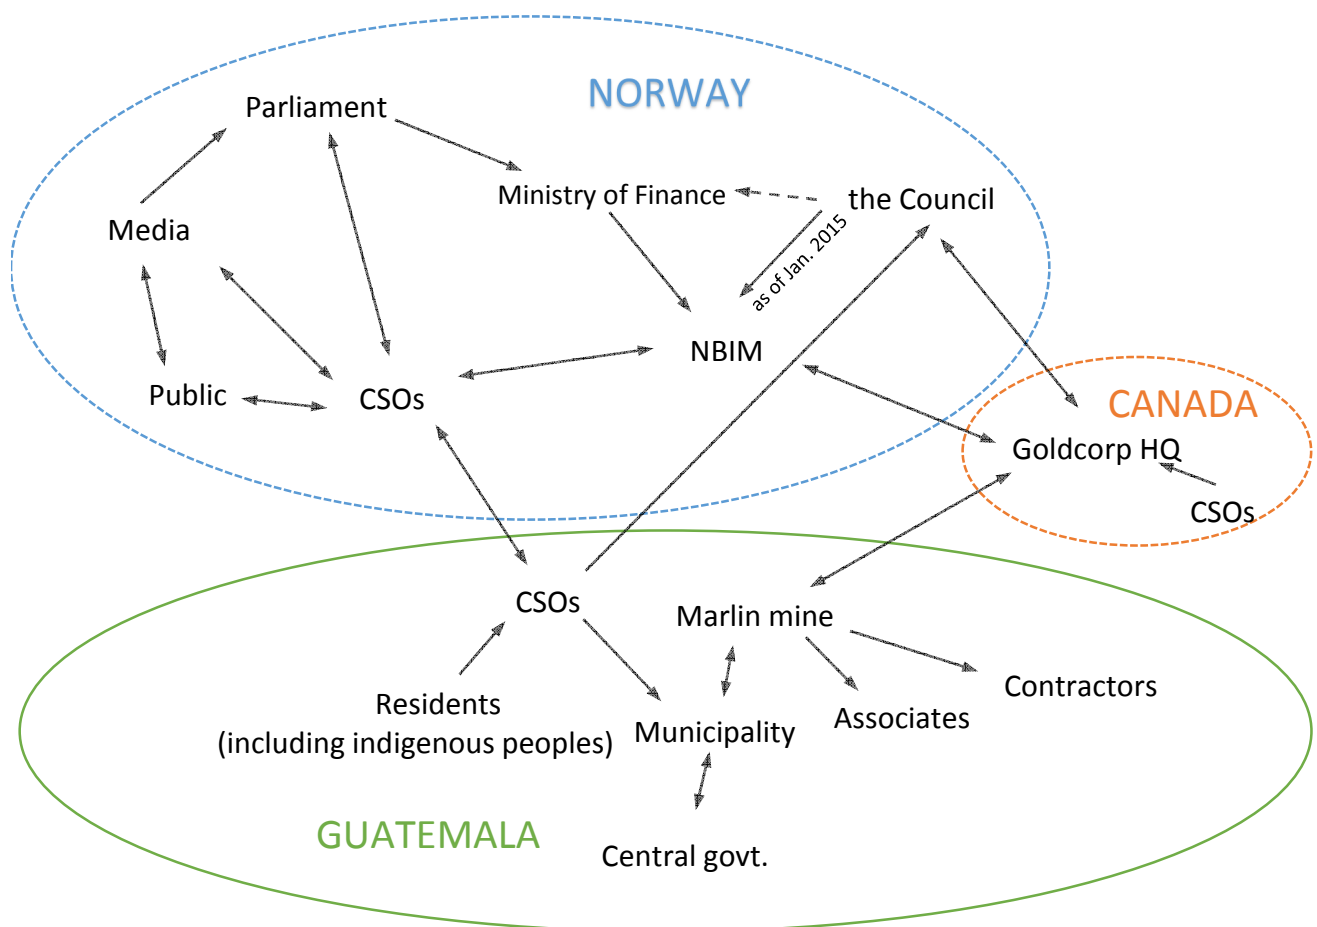 NORWAY
Parliament
Ministry of Finance
the Council
Media
as of Jan. 2015
NBIM
Public
CSOs
CANADA
Goldcorp HQ
CSOs
CSOs
Marlin mine
Residents
(including indigenous peoples)
Municipality
Associates
Contractors
GUATEMALA
Central govt.